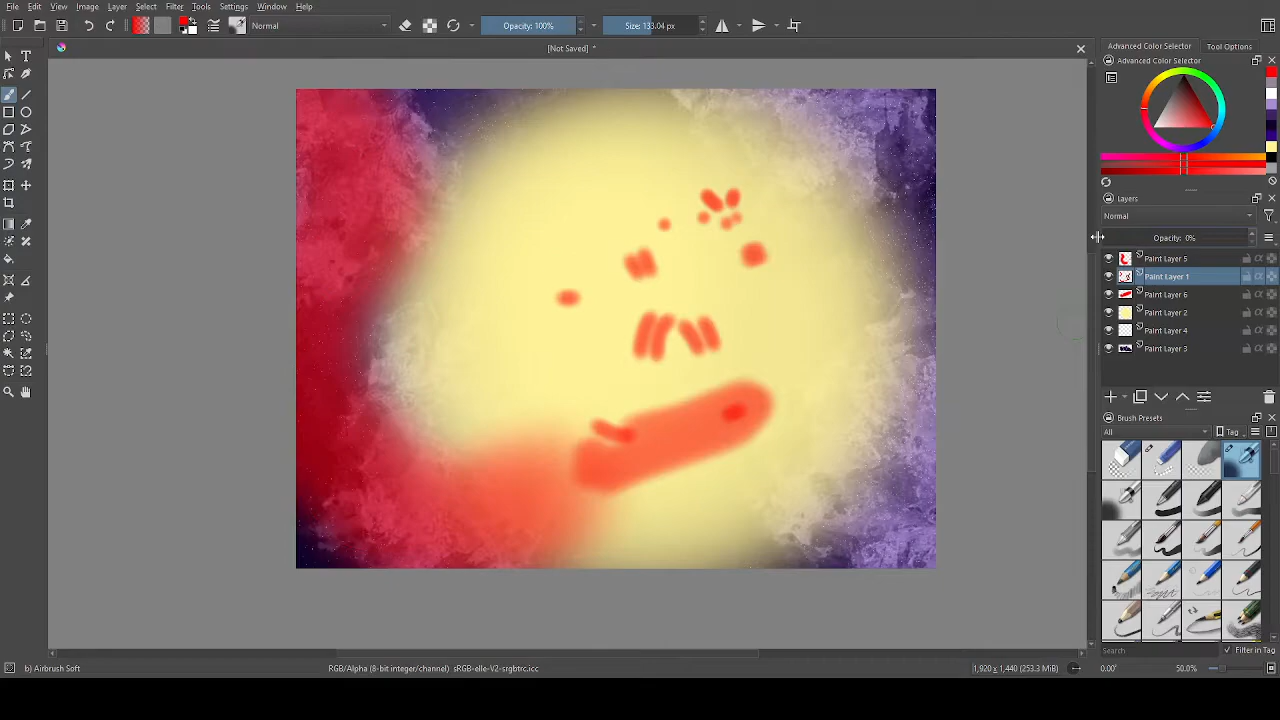 File Edit View Image Layer Select Filter Tools Settings Window Help
Normal Opacity: 100% Size: 133.04 px
[Not Saved] *
Advanced Color Selector Tool Options
Advanced Color Selector
Layers
Normal
Opacity: 0%
Paint Layer 5
Paint Layer 1
Paint Layer 6
Paint Layer 2
Paint Layer 4
Paint Layer 3
Brush Presets
All Tag
Search Filter in Tag
b) Airbrush Soft RGB/Alpha (8-bit integer/channel) sRGB-elle-V2-srgbtrc.icc 1,920 x 1,440 (253.3 MiB) 0.00° 50.0%